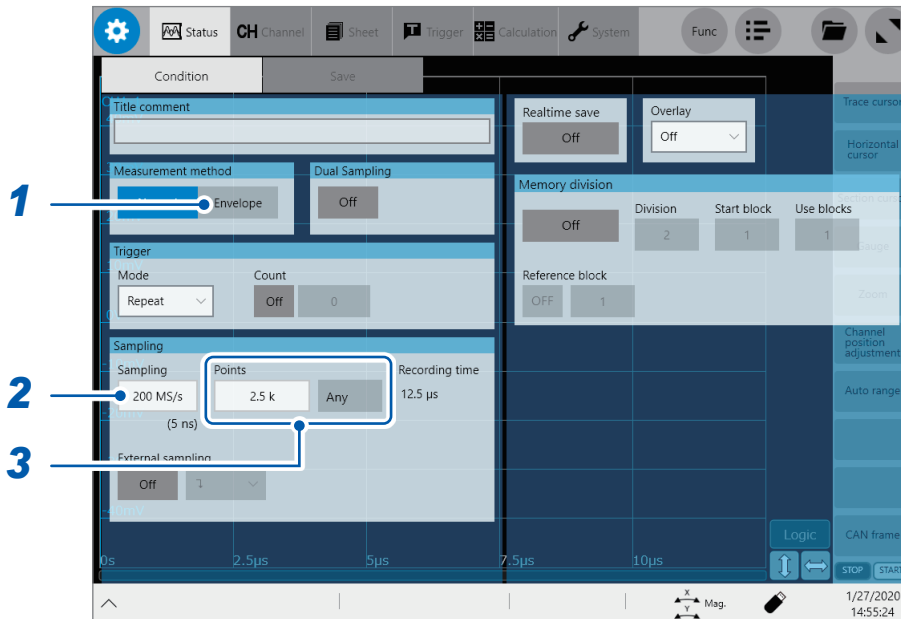 Status
CH Channel
Sheet
Trigger
Calculation
System
Func
Condition
Save
Title comment
Realtime save
Off
Overlay
Off
Trace cursor
Horizontal
cursor
Measurement method
Envelope
Dual Sampling
Off
1
Memory division
Off
Division
2
Start block
1
Use blocks
1
Gauge
Reference block
OFF
1
Zoom
Trigger
Mode
Repeat
Count
Off
0
Channel
position
adjustment
Auto range
Sampling
Sampling
200 MS/s
(5 ns)
Points
2.5 k
Any
Recording time
12.5 µs
2
3
External sampling
Off
-40mV
0s
2.5µs
5µs
7.5µs
10µs
Logic
CAN frame
STOP
START
X
Y
Mag.
1/27/2020
14:55:24